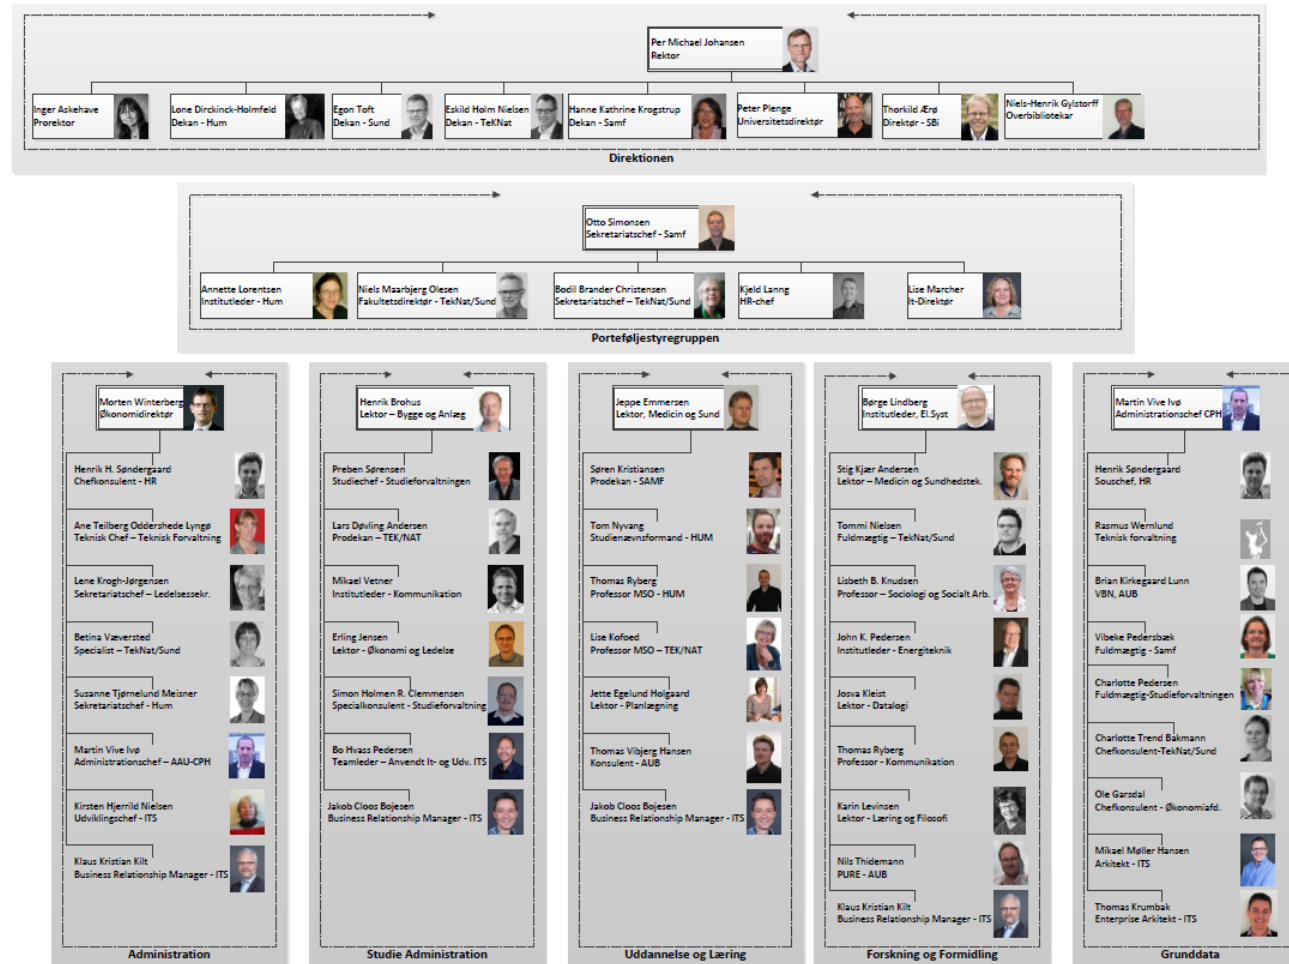 Per Michael Johansen
Rektor
Inger Askehave
Prorektor
Lone Dirckinck-Holmfeld
Dekan - Hum
Egon Toft
Dekan - Sund
Eskild Holm Nielsen
Dekan - TeKNat
Hanne Kathrine Krogstrup
Dekan - Samf
Peter Plenge
Universitetsdirektør
Thorkild Ærø
Direktør - SBi
Niels-Henrik Gylstorff
Overbibliotekar
Direktionen
Otto Simonsen
Sekretariatschef - Samf
Annette Lorentsen
Institutleder - Hum
Niels Maarbjerg Olesen
Fakultetsdirektør - TekNat/Sund
Bodil Brander Christensen
Sekretariatschef – TekNat/Sund
Kjeld Lanng
HR-chef
Lise Marcher
It-Direktør
Porteføljestyregruppen
Morten Winterberg
Økonomidirektør
Henrik H. Søndergaard
Chefkonsulent - HR
Ane Teilberg Oddershede Lyngø
Teknisk Chef – Teknisk Forvaltning
Lene Krogh-Jørgensen
Sekretariatschef – Ledelsessekr.
Betina Væversted
Specialist – TekNat/Sund
Susanne Tjørnelund Meisner
Sekretariatschef - Hum
Martin Vive Ivø
Administrationschef – AAU-CPH
Kirsten Hjerrild Nielsen
Udviklingschef - ITS
Klaus Kristian Kilt
Business Relationship Manager - ITS
Administration
Henrik Brohus
Lektor – Bygge og Anlæg
Preben Sørensen
Studiechef - Studieforvaltningen
Lars Døvling Andersen
Prodekan – TEK/NAT
Mikael Vetner
Institutleder - Kommunikation
Erling Jensen
Lektor - Økonomi og Ledelse
Simon Holmen R. Clemmensen
Specialkonsulent - Studieforvaltning
Bo Hvass Pedersen
Teamleder – Anvendt It- og Udv. ITS
Jakob Cloos Bojesen
Business Relationship Manager - ITS
Studie Administration
Jeppe Emmersen
Lektor, Medicin og Sund
Søren Kristiansen
Prodekan - SAMF
Tom Nyvang
Studienævnsformand - HUM
Thomas Ryberg
Professor MSO - HUM
Lise Kofoed
Professor MSO – TEK/NAT
Jette Egelund Holgaard
Lektor - Planlægning
Thomas Vibjerg Hansen
Konsulent - AUB
Jakob Cloos Bojesen
Business Relationship Manager - ITS
Uddannelse og Læring
Børge Lindberg
Institutleder, El.Syst
Stig Kjær Andersen
Lektor – Medicin og Sundhedstek.
Tommi Nielsen
Fuldmægtig – TekNat/Sund
Lisbeth B. Knudsen
Professor – Sociologi og Socialt Arb.
John K. Pedersen
Institutleder - Energiteknik
Josva Kleist
Lektor - Datalogi
Thomas Ryberg
Professor - Kommunikation
Karin Levinsen
Lektor - Læring og Filosofi
Nils Thidemann
PURE - AUB
Klaus Kristian Kilt
Business Relationship Manager - ITS
Forskning og Formidling
Martin Vive Ivø
Administrationschef CPH
Henrik Søndergaard
Souschef, HR
Rasmus Wernlund
Teknisk forvaltning
Brian Kirkegaard Lunn
VBN, AUB
Vibeke Pedersbæk
Fuldmægtig - Samf
Charlotte Pedersen
Fuldmægtig-Studieforvaltningen
Charlotte Trend Bakmann
Chefkonsulent-TekNat/Sund
Ole Garsdal
Chefkonsulent - Økonomiafd.
Mikael Møller Hansen
Arkitekt - ITS
Thomas Krumbak
Enterprise Arkitekt - ITS
Grunddata